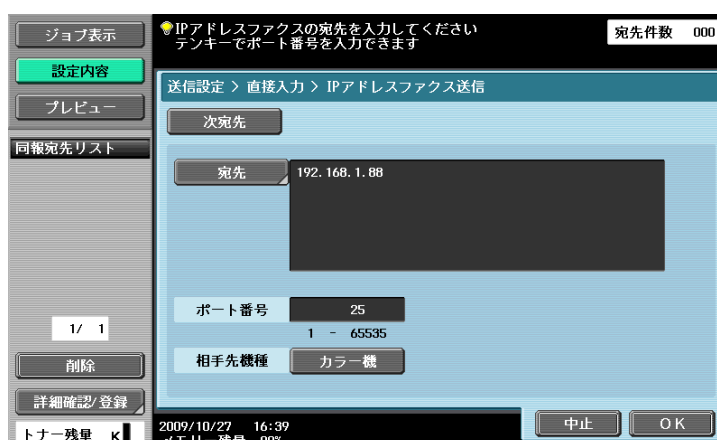 ジョブ表示
設定内容
プレビュー
同報宛先リスト
1/ 1
削除
詳細確認/登録
トナー残量 K
IPアドレスファクスの宛先を入力してください
テンキーでポート番号を入力できます
宛先件数 000
送信設定 > 直接入力 > IPアドレスファクス送信
次宛先
宛先 192.168.1.88
ポート番号 25
1 - 65535
相手先機種 カラー機
2009/10/27 16:39
メモリー残量 99%
中止 OK